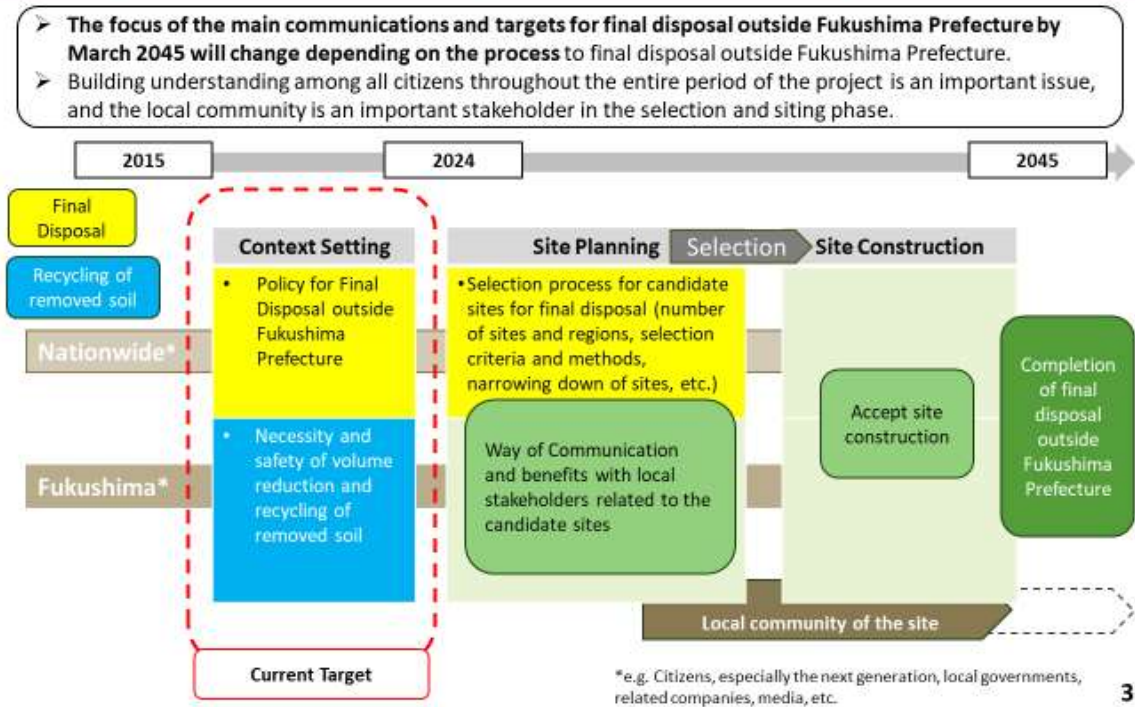 ➤ The focus of the main communications and targets for final disposal outside Fukushima Prefecture by
March 2045 will change depending on the process to final disposal outside Fukushima Prefecture.
➤ Building understanding among all citizens throughout the entire period of the project is an important issue,
and the local community is an important stakeholder in the selection and siting phase.
2015
2024
2045
Final
Disposal
Recycling of
removed soil
Context Setting
Site Planning
Selection
Site Construction
Nationwide*
Fukushima*
• Policy for Final
Disposal outside
Fukushima
Prefecture
• Necessity and
safety of volume
reduction and
recycling of
removed soil
•Selection process for candidate
sites for final disposal (number
of sites and regions, selection
criteria and methods,
narrowing down of sites, etc.)
Way of Communication
and benefits with local
stakeholders related to the
candidate sites
Accept site
construction
Completion
of final
disposal
outside
Fukushima
Prefecture
Local community of the site
Current Target
*e.g. Citizens, especially the next generation, local governments,
related companies, media, etc.
3